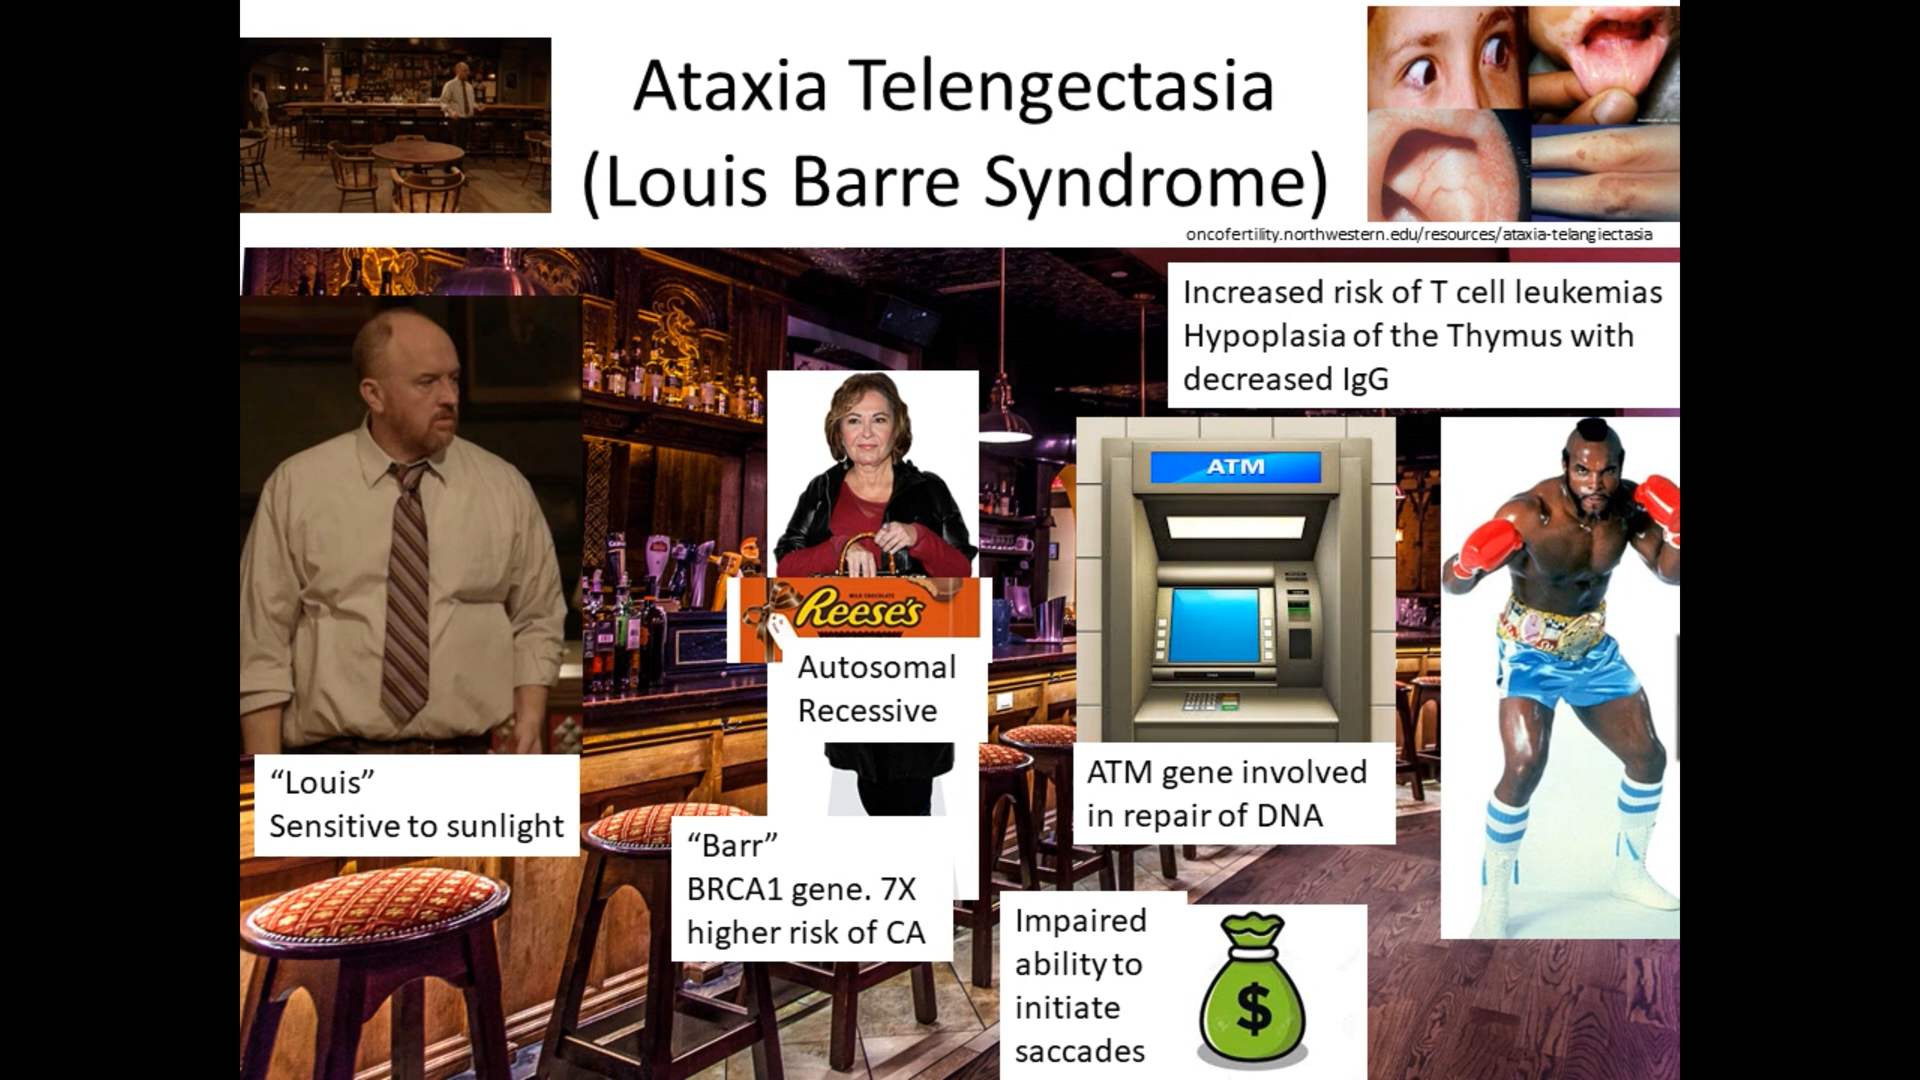 Ataxia Telengectasia
(Louis Barre Syndrome)
oncofertility.northwestern.edu/resources/ataxia-telangiectasia
Increased risk of T cell leukemias
Hypoplasia of the Thymus with
decreased IgG
ATM
MILK CHOCOLATE
Reese's
Autosomal
Recessive
"Louis"
Sensitive to sunlight
"Barr"
BRCA1 gene. 7X
higher risk of CA
ATM gene involved
in repair of DNA
Impaired
ability to
initiate
saccades
$